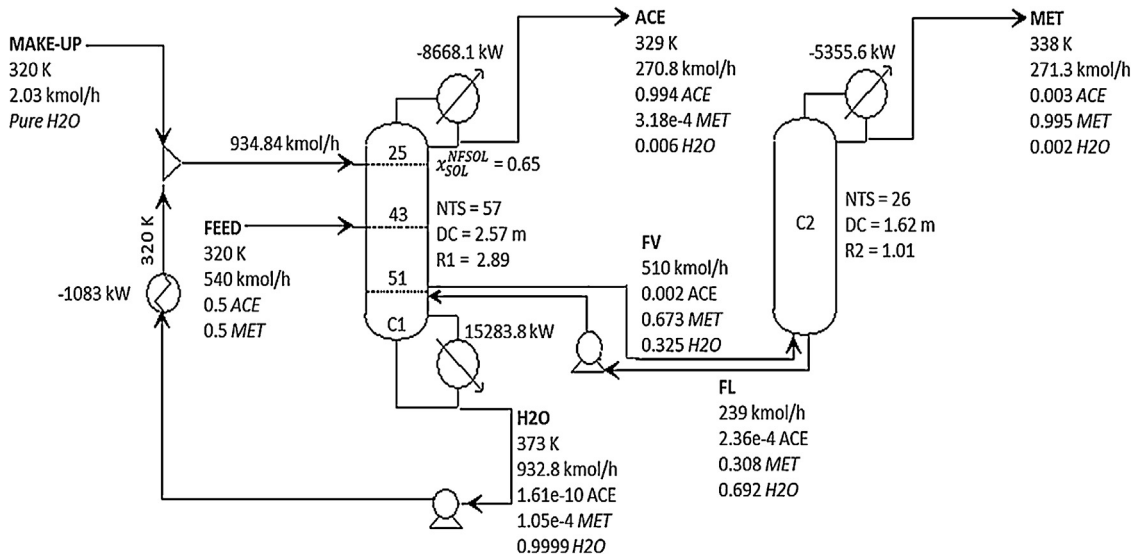 MAKE-UP
320 K
2.03 kmol/h
Pure H2O
934.84 kmol/h
320 K
-1083 kW
FEED
320 K
540 kmol/h
0.5 ACE
0.5 MET
-8668.1 kW
25
x_{SOL}^{NFSOL} = 0.65
43
51
C1
NTS = 57
DC = 2.57 m
R1 = 2.89
15283.8 kW
ACE
329 K
270.8 kmol/h
0.994 ACE
3.18e-4 MET
0.006 H2O
H2O
373 K
932.8 kmol/h
1.61e-10 ACE
1.05e-4 MET
0.9999 H2O
FV
510 kmol/h
0.002 ACE
0.673 MET
0.325 H2O
FL
239 kmol/h
2.36e-4 ACE
0.308 MET
0.692 H2O
-5355.6 kW
C2
NTS = 26
DC = 1.62 m
R2 = 1.01
MET
338 K
271.3 kmol/h
0.003 ACE
0.995 MET
0.002 H2O